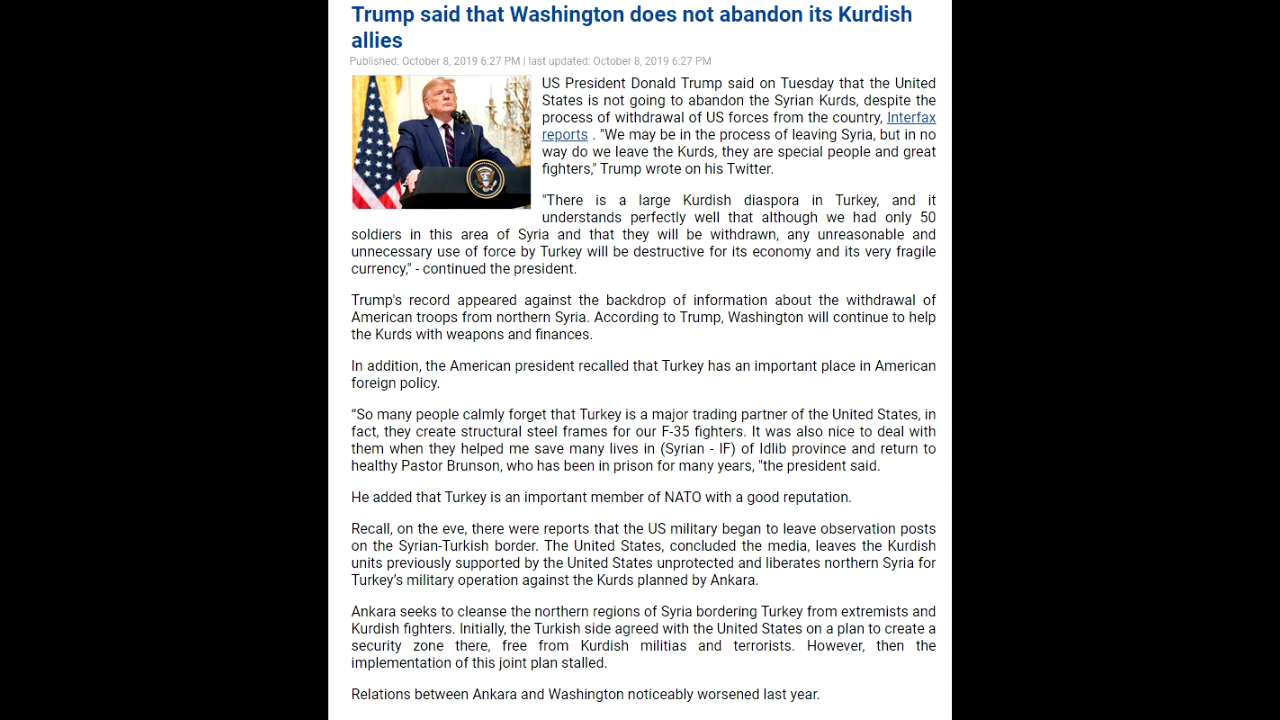 Trump said that Washington does not abandon its Kurdish
allies
Published: October 8, 2019 6:27 PM | last updated: October 8, 2019 6:27 PM
US President Donald Trump said on Tuesday that the United
States is not going to abandon the Syrian Kurds, despite the
process of withdrawal of US forces from the country, Interfax
reports . "We may be in the process of leaving Syria, but in no
way do we leave the Kurds, they are special people and great
fighters," Trump wrote on his Twitter.
"There is a large Kurdish diaspora in Turkey, and it
understands perfectly well that although we had only 50
soldiers in this area of Syria and that they will be withdrawn, any unreasonable and
unnecessary use of force by Turkey will be destructive for its economy and its very fragile
currency," - continued the president.
Trump's record appeared against the backdrop of information about the withdrawal of
American troops from northern Syria. According to Trump, Washington will continue to help
the Kurds with weapons and finances.
In addition, the American president recalled that Turkey has an important place in American
foreign policy.
“So many people calmly forget that Turkey is a major trading partner of the United States, in
fact, they create structural steel frames for our F-35 fighters. It was also nice to deal with
them when they helped me save many lives in (Syrian - IF) of Idlib province and return to
healthy Pastor Brunson, who has been in prison for many years, "the president said.
He added that Turkey is an important member of NATO with a good reputation.
Recall, on the eve, there were reports that the US military began to leave observation posts
on the Syrian-Turkish border. The United States, concluded the media, leaves the Kurdish
units previously supported by the United States unprotected and liberates northern Syria for
Turkey’s military operation against the Kurds planned by Ankara.
Ankara seeks to cleanse the northern regions of Syria bordering Turkey from extremists and
Kurdish fighters. Initially, the Turkish side agreed with the United States on a plan to create a
security zone there, free from Kurdish militias and terrorists. However, then the
implementation of this joint plan stalled.
Relations between Ankara and Washington noticeably worsened last year.